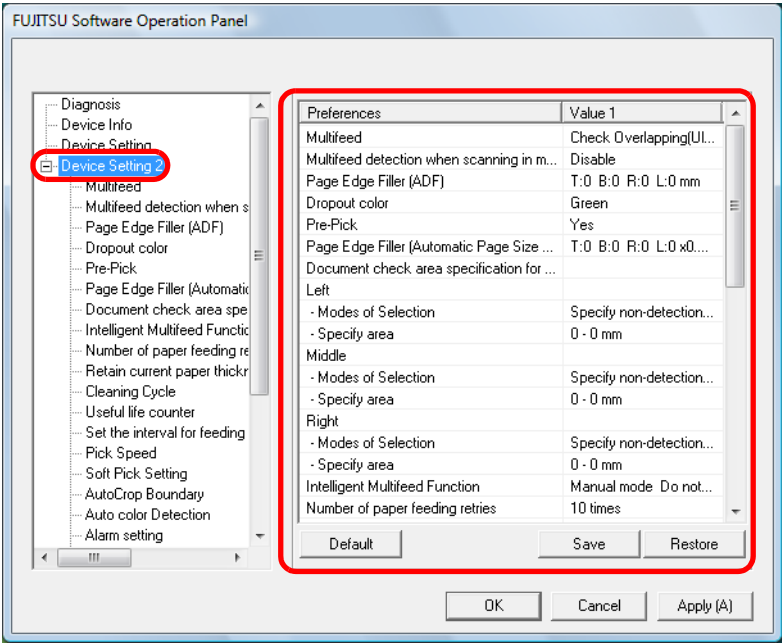 FUJITSU Software Operation Panel
Diagnosis
Device Info
Device Setting
Device Setting 2
Multifeed
Multifeed detection when s
Page Edge Filler (ADF)
Dropout color
Pre-Pick
Page Edge Filler (Automatic
Document check area spe
Intelligent Multifeed Functio
Number of paper feeding re
Retain current paper thickr
Cleaning Cycle
Useful life counter
Set the interval for feeding
Pick Speed
Soft Pick Setting
AutoCrop Boundary
Auto color Detection
Alarm setting
Preferences Value 1
Multifeed Check Overlapping(Ul...
Multifeed detection when scanning in m... Disable
Page Edge Filler (ADF) T:0 B:0 R:0 L:0 mm
Dropout color Green
Pre-Pick Yes
Page Edge Filler (Automatic Page Size ... T:0 B:0 R:0 L:0 x0....
Document check area specification for ...
Left
- Modes of Selection Specify non-detection...
- Specify area 0 - 0 mm
Middle
- Modes of Selection Specify non-detection...
- Specify area 0 - 0 mm
Right
- Modes of Selection Specify non-detection...
- Specify area 0 - 0 mm
Intelligent Multifeed Function Manual mode Do not...
Number of paper feeding retries 10 times
Default Save Restore
OK Cancel Apply (A)